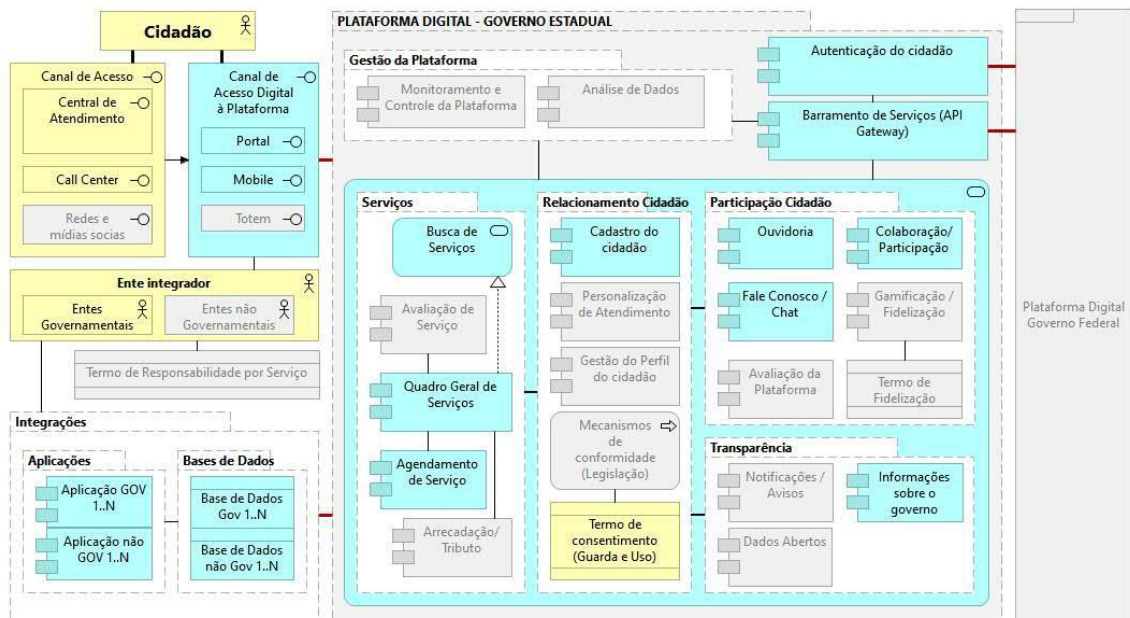 Cidadão
Canal de Acesso
Central de
Atendimento
Call Center
Redes e
mídias socias
Canal de
Acesso Digital
à Plataforma
Portal
Mobile
Totem
Ente integrador
Entes
Governamentais
Entes não
Governamentais
Termo de Responsabilidade por Serviço
Integrações
Aplicações
Aplicação GOV
1..N
Aplicação não
GOV 1..N
Bases de Dados
Base de Dados
Gov 1..N
Base de Dados
não Gov 1..N
PLATAFORMA DIGITAL - GOVERNO ESTADUAL
Gestão da Plataforma
Monitoramento e
Controle da Plataforma
Análise de Dados
Autenticação do cidadão
Barramento de Serviços (API
Gateway)
Serviços
Busca de
Serviços
Avaliação de
Serviço
Quadro Geral de
Serviços
Agendamento
de Serviço
Arrecadação/
Tributo
Relacionamento Cidadão
Cadastro do
cidadão
Personalização
de Atendimento
Gestão do Perfil
do cidadão
Mecanismos
de
conformidade
(Legislação)
Termo de
consentimento
(Guarda e Uso)
Participação Cidadão
Ouvidoria
Colaboração/
Participação
Fale Conosco /
Chat
Gamificação /
Fidelização
Avaliação da
Plataforma
Termo de
Fidelização
Transparência
Notificações /
Avisos
Informações
sobre o
governo
Dados Abertos
Plataforma Digital
Governo Federal